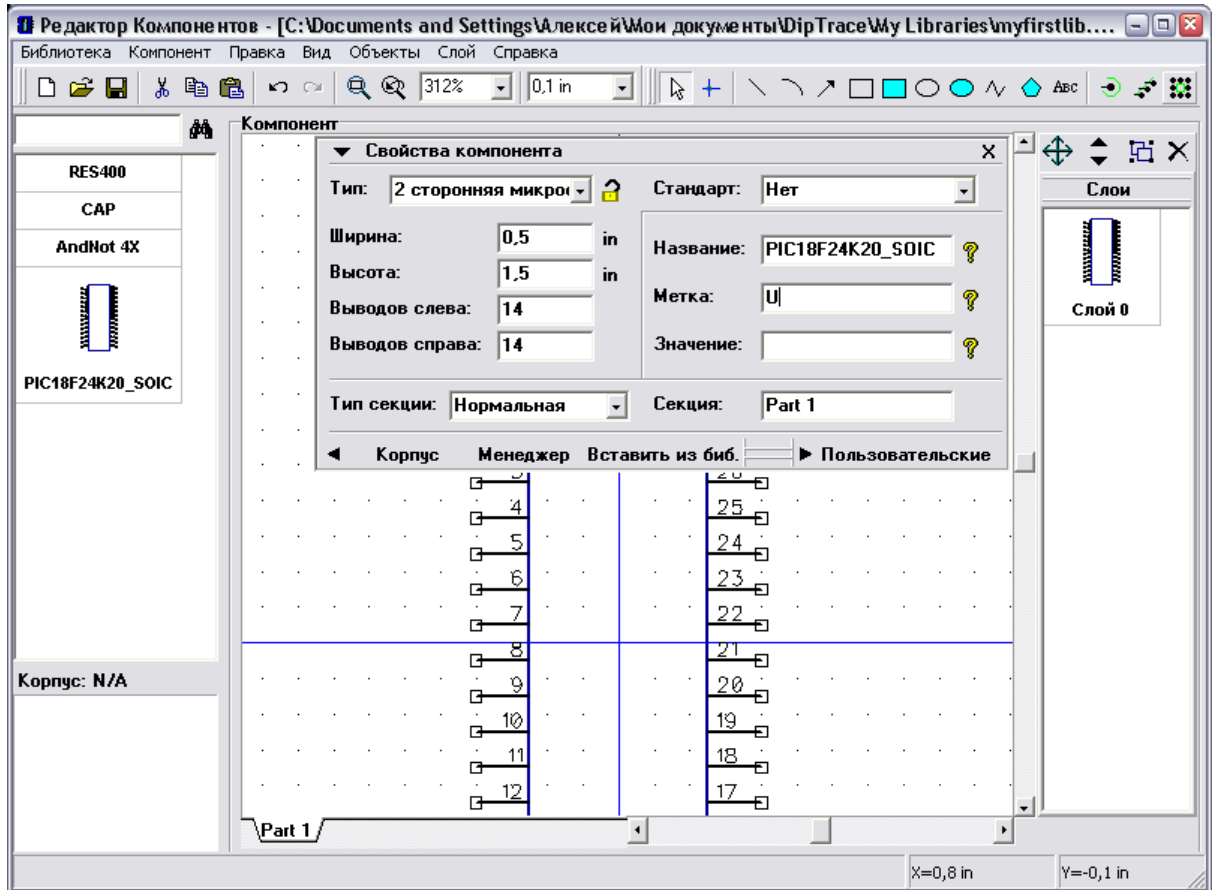 Редактор Компонентов - [C:\Documents and Settings\Алексей\Мои документы\DipTrace\My Libraries\myfirstlib....
Библиотека Компонент Правка Вид Объекты Слой Справка
312% 0,1 in ABC
Компонент
RES400
CAP
AndNot 4X
PIC18F24K20_SOIC
Корпус: N/A
Свойства компонента X
Тип: 2 сторонняя микро Стандарт: Нет
Ширина: 0,5 in
Высота: 1,5 in
Выводов слева: 14
Выводов справа: 14
Название: PIC18F24K20_SOIC ?
Метка: U ?
Значение: ?
Тип секции: Нормальная Секция: Part 1
Корпус Менеджер Вставить из биб. Пользовательские
3 26
4 25
5 24
6 23
7 22
8 21
9 20
10 19
11 18
12 17
Part 1
Слои
Слой 0
X=0,8 in Y=-0,1 in